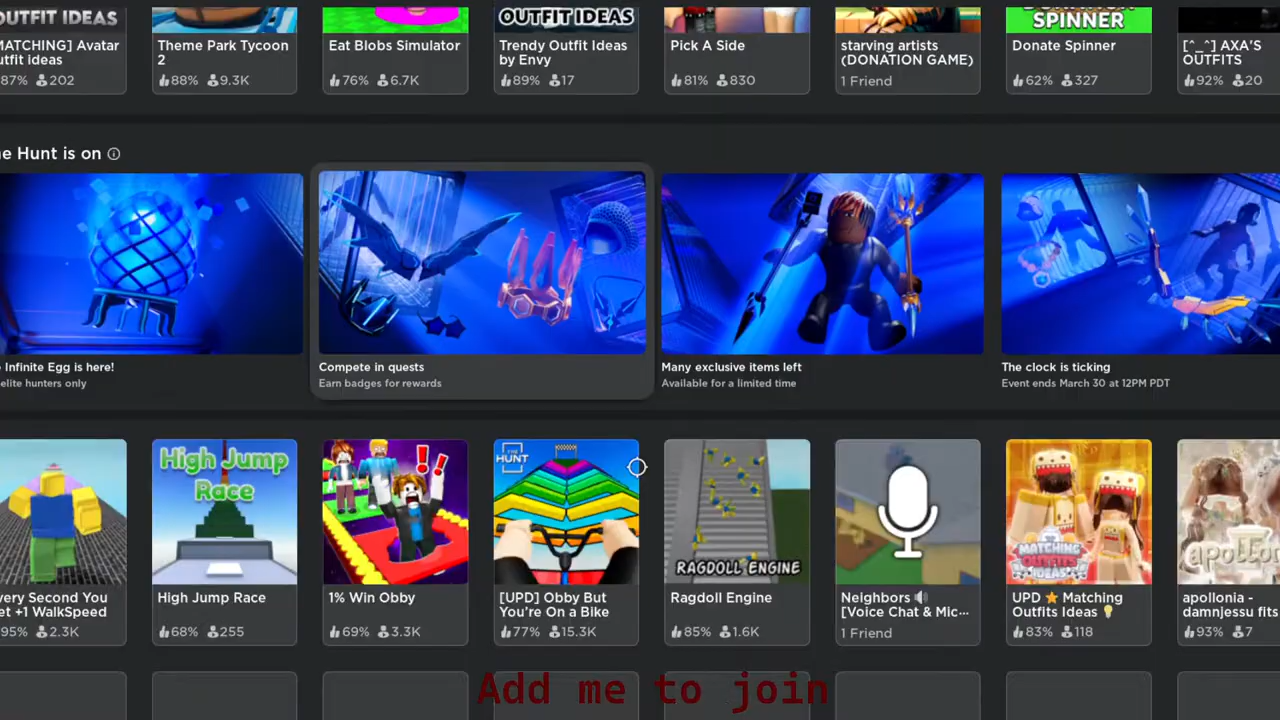 OUTFIT IDEAS
OUTFIT IDEAS
SPINNER
MATCHING] Avatar
utfit ideas
87% 202
Theme Park Tycoon
2
88% 9.3K
Eat Blobs Simulator
76% 6.7K
Trendy Outfit Ideas
by Envy
89% 17
Pick A Side
81% 830
starving artists
(DONATION GAME)
1 Friend
Donate Spinner
62% 327
[^_^] AXA'S
OUTFITS
92% 20
e Hunt is on
Infinite Egg is here!
elite hunters only
Compete in quests
Earn badges for rewards
Many exclusive items left
Available for a limited time
The clock is ticking
Event ends March 30 at 12PM PDT
High Jump
Race
THE
HUNT
RAGDOLL ENGINE
MATCHING
OUTFITS
IDEAS
apollon
very Second You
et +1 WalkSpeed
95% 2.3K
High Jump Race
68% 255
1% Win Obby
69% 3.3K
[UPD] Obby But
You're On a Bike
77% 15.3K
Ragdoll Engine
85% 1.6K
Neighbors 🔊
[Voice Chat & Mic...
1 Friend
UPD ⭐ Matching
Outfits Ideas 💡
83% 118
apollonia -
damnjessu fits
93% 7
Add me to join